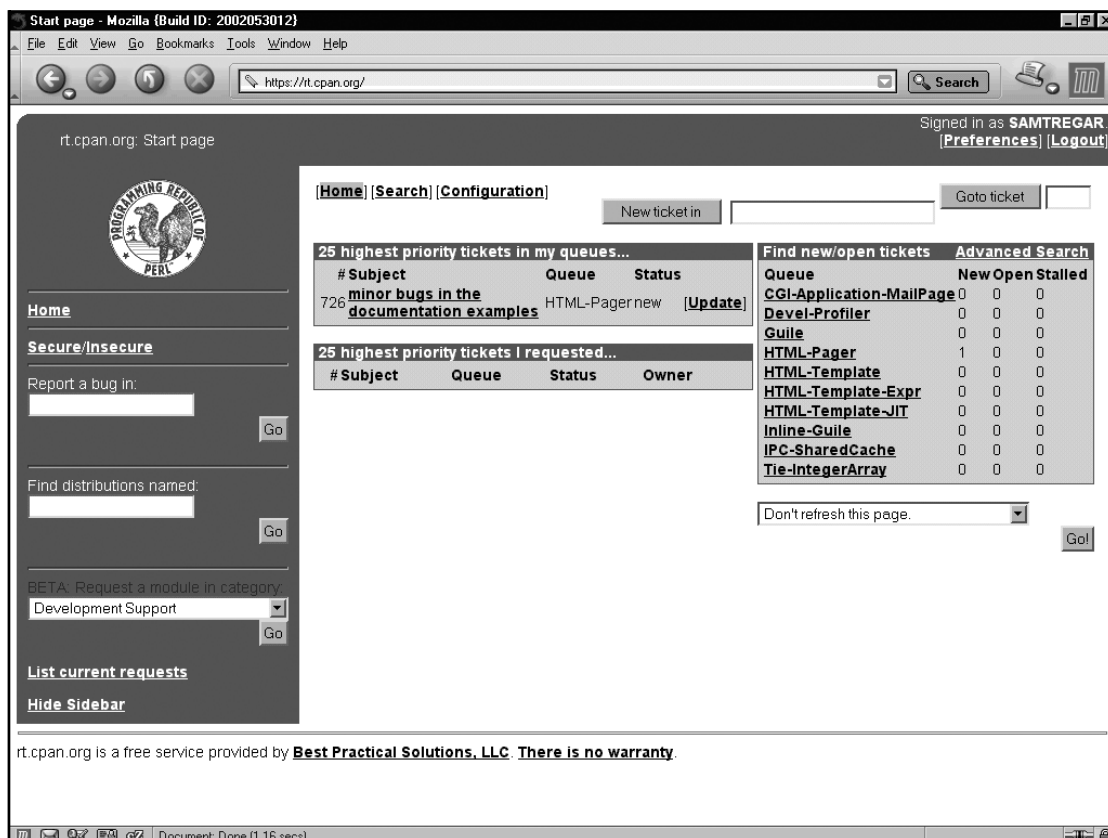 Start page - Mozilla {Build ID: 2002053012}
File Edit View Go Bookmarks Tools Window Help
https://rt.cpan.org/
Search
rt.cpan.org: Start page
Signed in as SAMTREGAR.
[Preferences] [Logout]
PROGRAMMING REPUBLIC OF PERL
Home
Secure/Insecure
Report a bug in:
Go
Find distributions named:
Go
BETA: Request a module in category:
Development Support
Go
List current requests
Hide Sidebar
[Home] [Search] [Configuration]
New ticket in
Goto ticket
25 highest priority tickets in my queues...
# Subject Queue Status
726 minor bugs in the documentation examples HTML-Pager new [Update]
25 highest priority tickets I requested...
# Subject Queue Status Owner
Find new/open tickets Advanced Search
Queue New Open Stalled
CGI-Application-MailPage 0 0 0
Devel-Profiler 0 0 0
Guile 0 0 0
HTML-Pager 1 0 0
HTML-Template 0 0 0
HTML-Template-Expr 0 0 0
HTML-Template-JIT 0 0 0
Inline-Guile 0 0 0
IPC-SharedCache 0 0 0
Tie-IntegerArray 0 0 0
Don't refresh this page.
Go!
rt.cpan.org is a free service provided by Best Practical Solutions, LLC. There is no warranty.
Document: Done (1.16 secs)